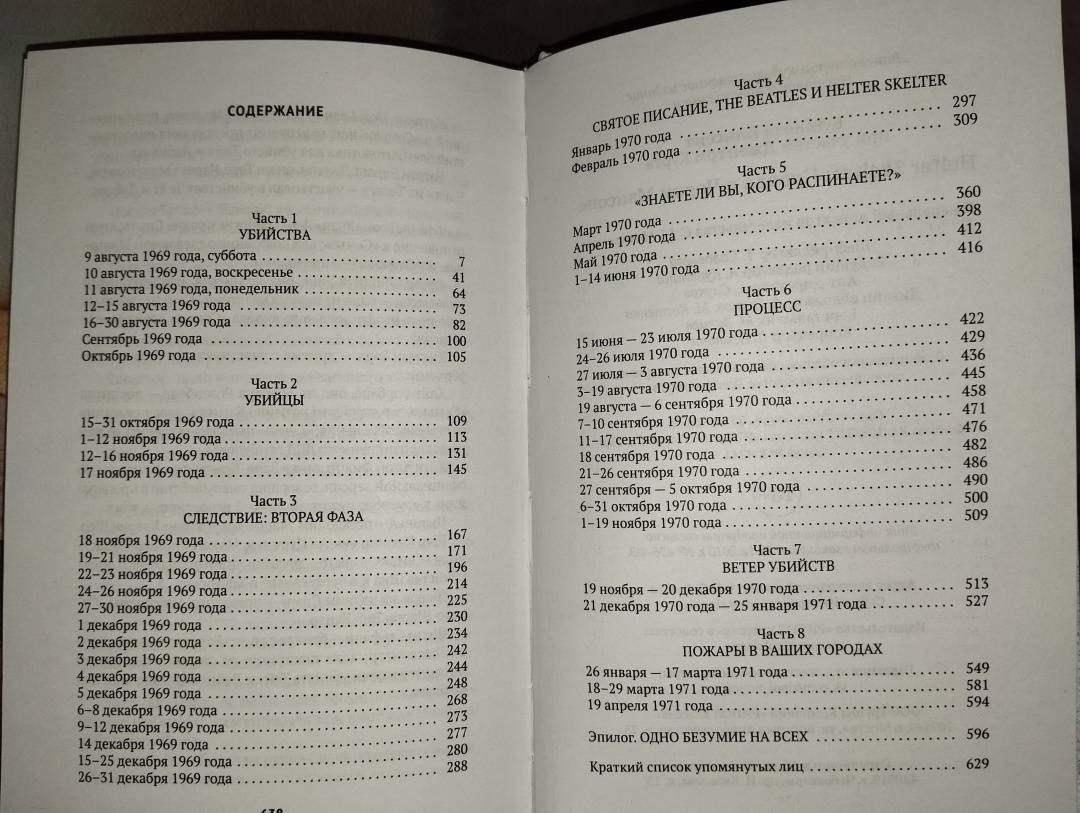 СОДЕРЖАНИЕ
Часть 1
УБИЙСТВА
9 августа 1969 года, суббота 7
10 августа 1969 года, воскресенье 41
11 августа 1969 года, понедельник 64
12–15 августа 1969 года 73
16–30 августа 1969 года 82
Сентябрь 1969 года 100
Октябрь 1969 года 105
Часть 2
УБИЙЦЫ
15–31 октября 1969 года 109
1–12 ноября 1969 года 113
12–16 ноября 1969 года 131
17 ноября 1969 года 145
Часть 3
СЛЕДСТВИЕ: ВТОРАЯ ФАЗА
18 ноября 1969 года 167
19–21 ноября 1969 года 171
22–23 ноября 1969 года 196
24–26 ноября 1969 года 214
27–30 ноября 1969 года 225
1 декабря 1969 года 230
2 декабря 1969 года 234
3 декабря 1969 года 242
4 декабря 1969 года 244
5 декабря 1969 года 248
6–8 декабря 1969 года 268
9–12 декабря 1969 года 273
14 декабря 1969 года 277
15–25 декабря 1969 года 280
26–31 декабря 1969 года 288
638
Часть 4
СВЯТОЕ ПИСАНИЕ, THE BEATLES И HELTER SKELTER
Январь 1970 года 297
Февраль 1970 года 309
Часть 5
«ЗНАЕТЕ ЛИ ВЫ, КОГО РАСПИНАЕТЕ?»
Март 1970 года 360
Апрель 1970 года 398
Май 1970 года 412
1–14 июня 1970 года 416
Часть 6
ПРОЦЕСС
15 июня — 23 июля 1970 года 422
24–26 июля 1970 года 429
27 июля — 3 августа 1970 года 436
3–19 августа 1970 года 445
19 августа — 6 сентября 1970 года 458
7–10 сентября 1970 года 471
11–17 сентября 1970 года 476
18 сентября 1970 года 482
21–26 сентября 1970 года 486
27 сентября — 5 октября 1970 года 490
6–31 октября 1970 года 500
1–19 ноября 1970 года 509
Часть 7
ВЕТЕР УБИЙСТВ
19 ноября — 20 декабря 1970 года 513
21 декабря 1970 года — 25 января 1971 года 527
Часть 8
ПОЖАРЫ В ВАШИХ ГОРОДАХ
26 января — 17 марта 1971 года 549
18–29 марта 1971 года 581
19 апреля 1971 года 594
Эпилог. ОДНО БЕЗУМИЕ НА ВСЕХ 596
Краткий список упомянутых лиц 629